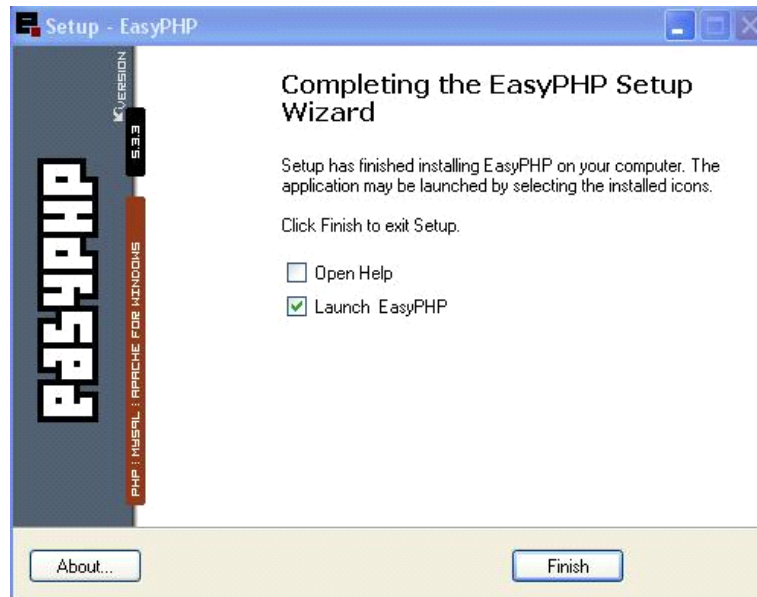 Setup - EasyPHP
VERSION
5.3.3
easyPHP
PHP : MYSQL : APACHE FOR WINDOWS
Completing the EasyPHP Setup
Wizard
Setup has finished installing EasyPHP on your computer. The
application may be launched by selecting the installed icons.
Click Finish to exit Setup.
Open Help
Launch EasyPHP
About...
Finish